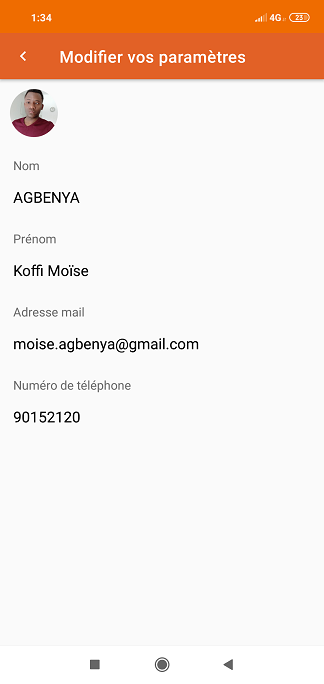 1:34
4G
23
Modifier vos paramètres
Nom
AGBENYA
Prénom
Koffi Moïse
Adresse mail
moise.agbenya@gmail.com
Numéro de téléphone
90152120